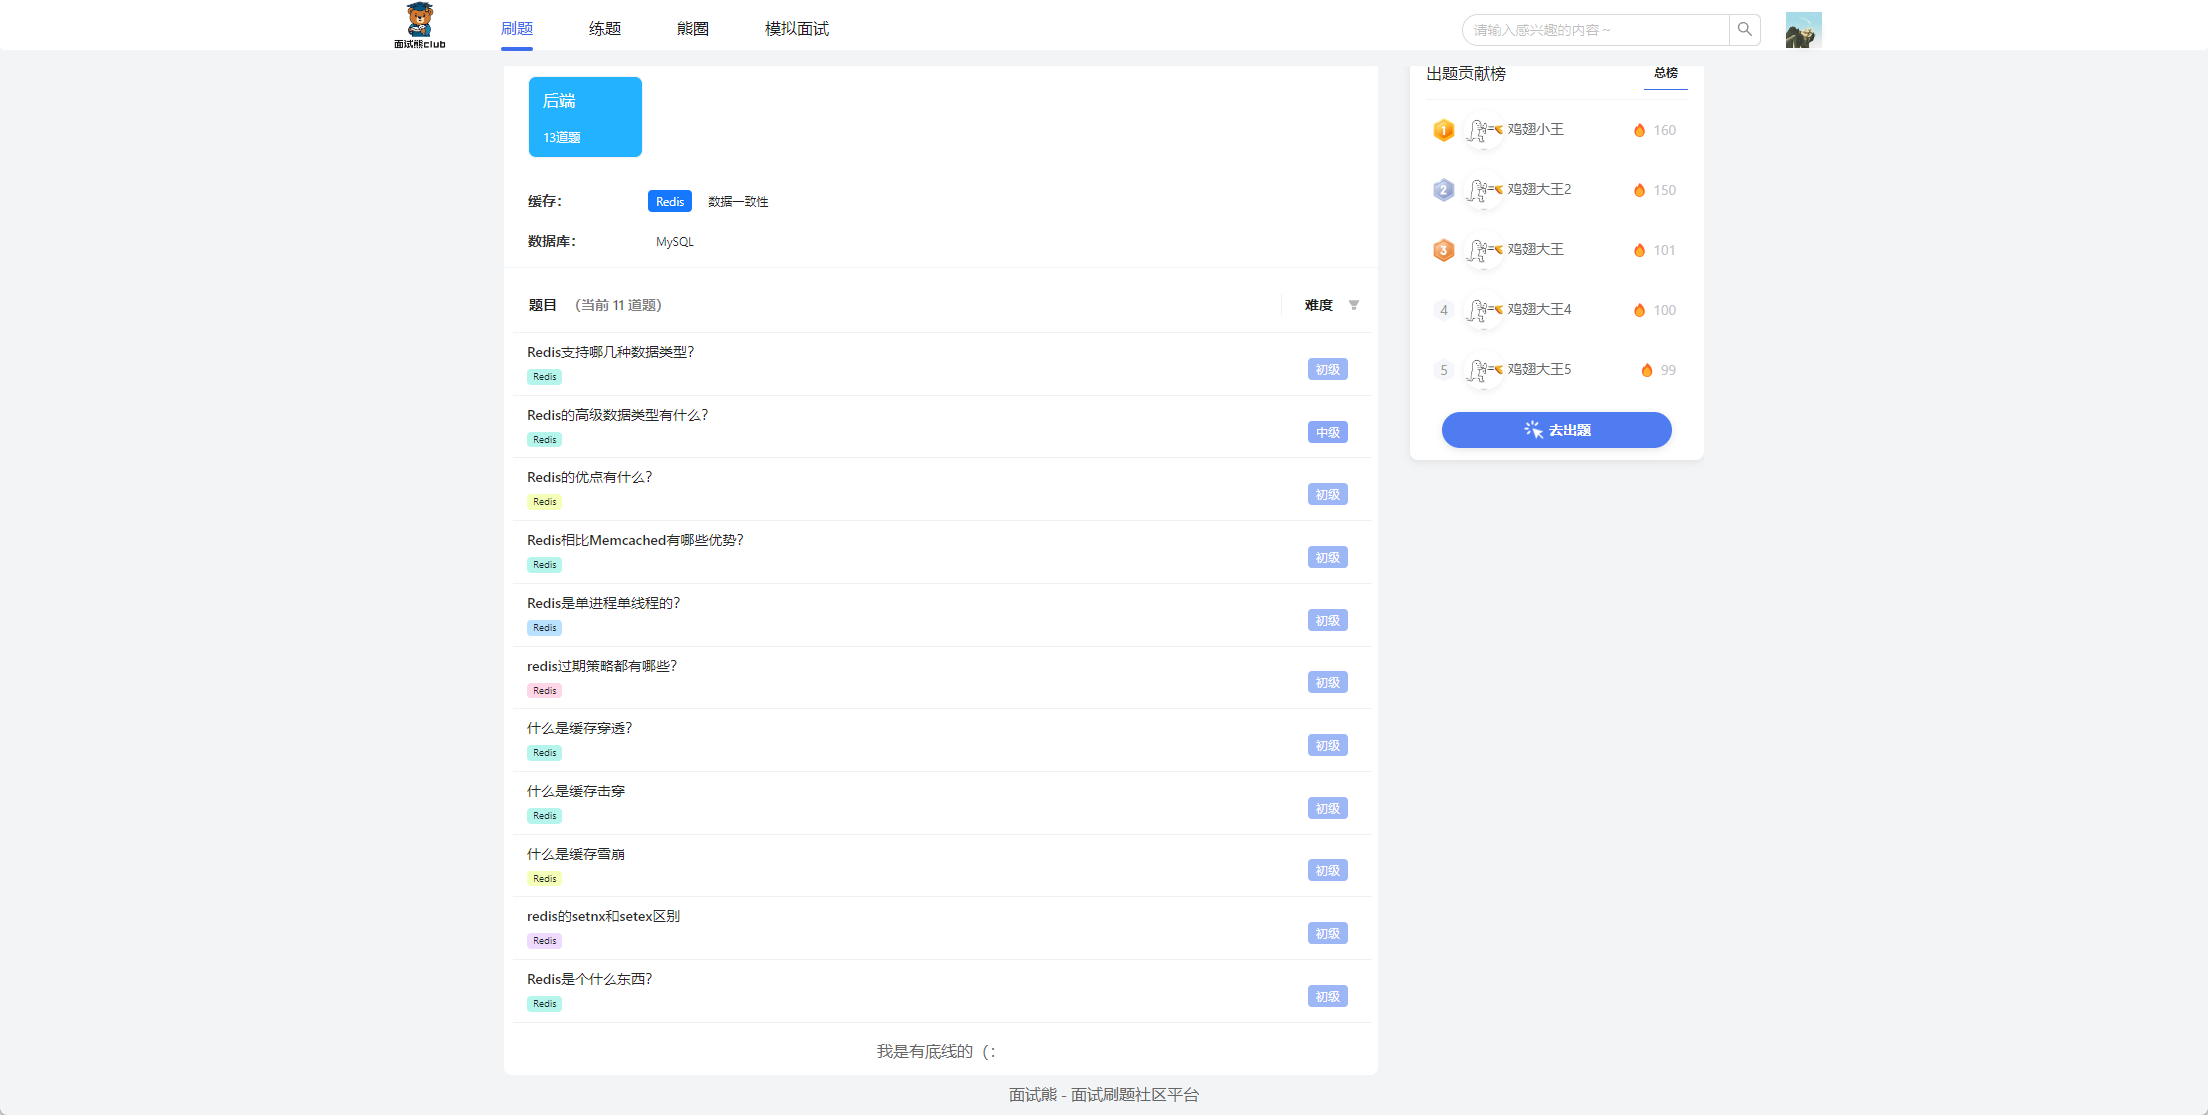 面试熊club
刷题 练题 熊圈 模拟面试
请输入感兴趣的内容~
后端
13道题
缓存： Redis 数据一致性
数据库： MySQL
题目 （当前 11 道题） 难度
Redis支持哪几种数据类型？
Redis 初级
Redis的高级数据类型有什么？
Redis 中级
Redis的优点有什么？
Redis 初级
Redis相比Memcached有哪些优势？
Redis 初级
Redis是单进程单线程的？
Redis 初级
redis过期策略都有哪些？
Redis 初级
什么是缓存穿透？
Redis 初级
什么是缓存击穿
Redis 初级
什么是缓存雪崩
Redis 初级
redis的setnx和setex区别
Redis 初级
Redis是个什么东西？
Redis 初级
我是有底线的（：
出题贡献榜 总榜
1 鸡翅小王 160
2 鸡翅大王2 150
3 鸡翅大王 101
4 鸡翅大王4 100
5 鸡翅大王5 99
去出题
面试熊 - 面试刷题社区平台